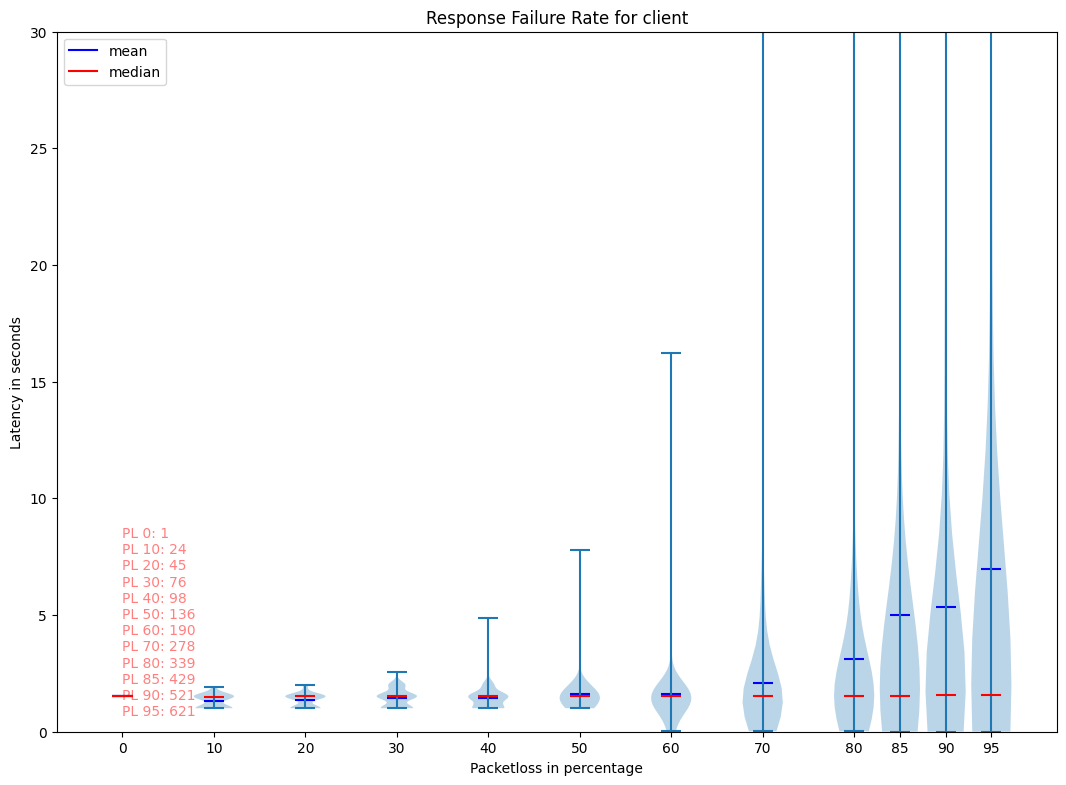 Response Failure Rate for client
mean
median
30
25
20
15
10
5
0
Latency in seconds
PL 0: 1
PL 10: 24
PL 20: 45
PL 30: 76
PL 40: 98
PL 50: 136
PL 60: 190
PL 70: 278
PL 80: 339
PL 85: 429
PL 90: 521
PL 95: 621
0 10 20 30 40 50 60 70 80 85 90 95
Packetloss in percentage